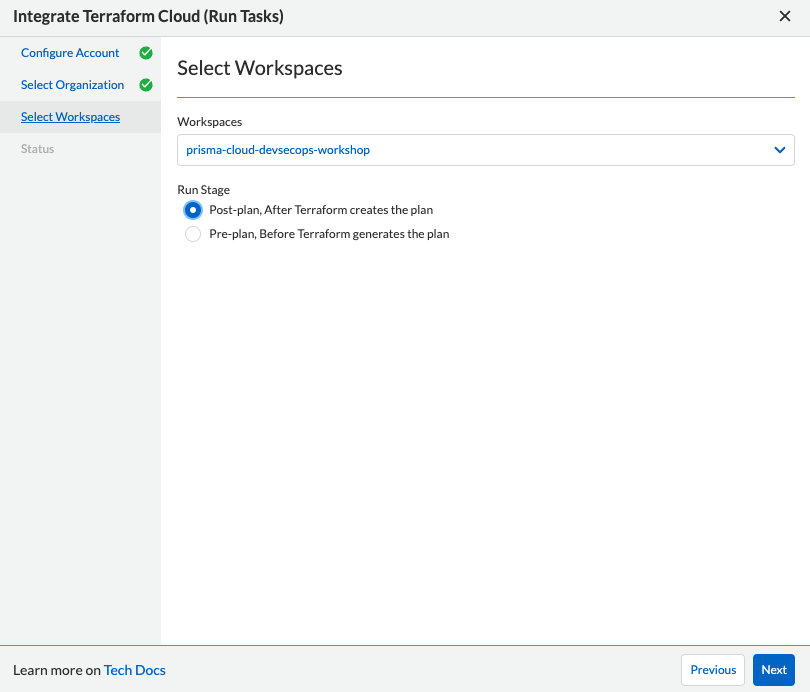 Integrate Terraform Cloud (Run Tasks)
Configure Account
Select Organization
Select Workspaces
Status
Select Workspaces
Workspaces
prisma-cloud-devsecops-workshop
Run Stage
Post-plan, After Terraform creates the plan
Pre-plan, Before Terraform generates the plan
Learn more on Tech Docs
Previous
Next